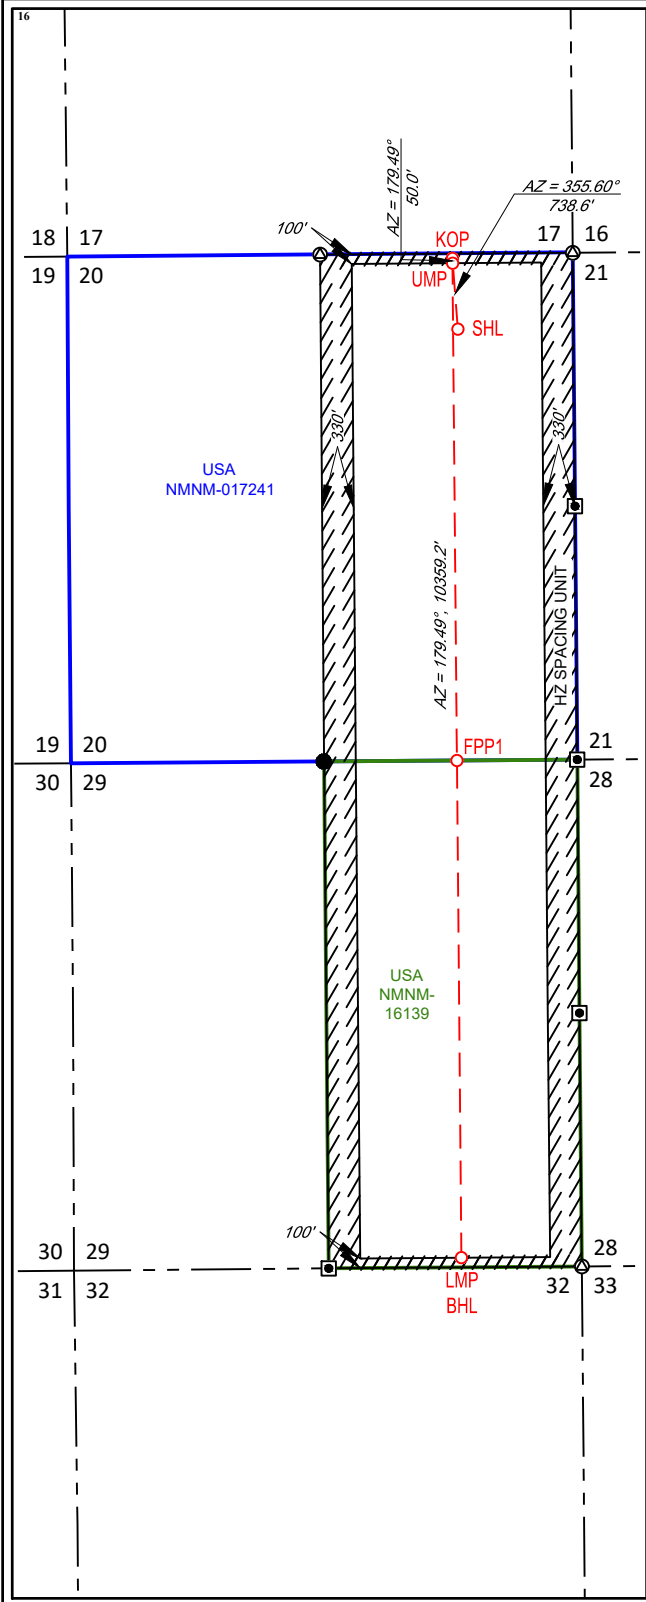 16
AZ = 179.49°
50.0'
AZ = 355.60°
738.6'
100'
KOP
18 17
17 16
19 20
UMP
21
SHL
330'
330'
USA
NMNM-017241
AZ = 179.49°, 10359.2'
HZ SPACING UNIT
19 20
FPP1
21
30 29
28
USA
NMNM-
16139
100'
30 29
28
31 32
LMP
BHL
32 33